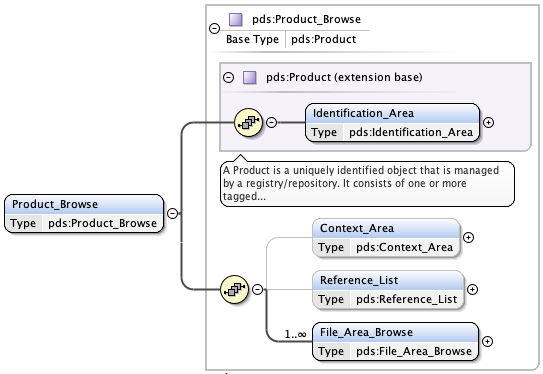 pds:Product_Browse
Base Type pds:Product
pds:Product (extension base)
Identification_Area
Type pds:Identification_Area
A Product is a uniquely identified object that is managed
by a registry/repository. It consists of one or more
tagged...
Product_Browse
Type pds:Product_Browse
Context_Area
Type pds:Context_Area
Reference_List
Type pds:Reference_List
1..∞
File_Area_Browse
Type pds:File_Area_Browse